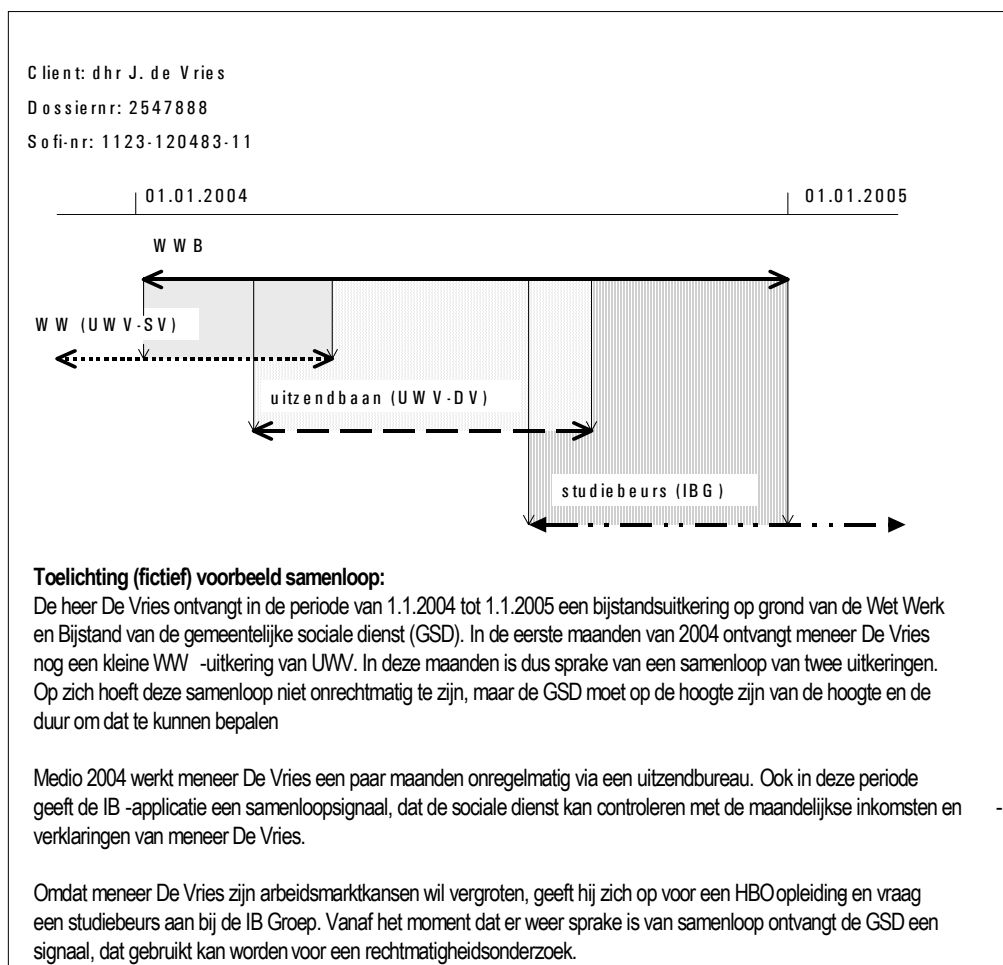 Client: dhr J. de Vries
Dossiernr: 2547888
Sofi-nr: 1123-120483-11
01.01.2004
01.01.2005
WWB
WW (UWV-SV)
uitzendbaan (UWV-DV)
studiebeurs (IBG)
Toelichting (fictief) voorbeeld samenloop:
De heer De Vries ontvangt in de periode van 1.1.2004 tot 1.1.2005 een bijstandsuitkering op grond van de Wet Werk
en Bijstand van de gemeentelijke sociale dienst (GSD). In de eerste maanden van 2004 ontvangt meneer De Vries
nog een kleine WW -uitkering van UWV. In deze maanden is dus sprake van een samenloop van twee uitkeringen.
Op zich hoeft deze samenloop niet onrechtmatig te zijn, maar de GSD moet op de hoogte zijn van de hoogte en de
duur om dat te kunnen bepalen
Medio 2004 werkt meneer De Vries een paar maanden onregelmatig via een uitzendbureau. Ook in deze periode
geeft de IB -applicatie een samenloopsignaal, dat de sociale dienst kan controleren met de maandelijkse inkomsten en -
verklaringen van meneer De Vries.
Omdat meneer De Vries zijn arbeidsmarktkansen wil vergroten, geeft hij zich op voor een HBO opleiding en vraag
een studiebeurs aan bij de IB Groep. Vanaf het moment dat er weer sprake is van samenloop ontvangt de GSD een
signaal, dat gebruikt kan worden voor een rechtmatigheidsonderzoek.